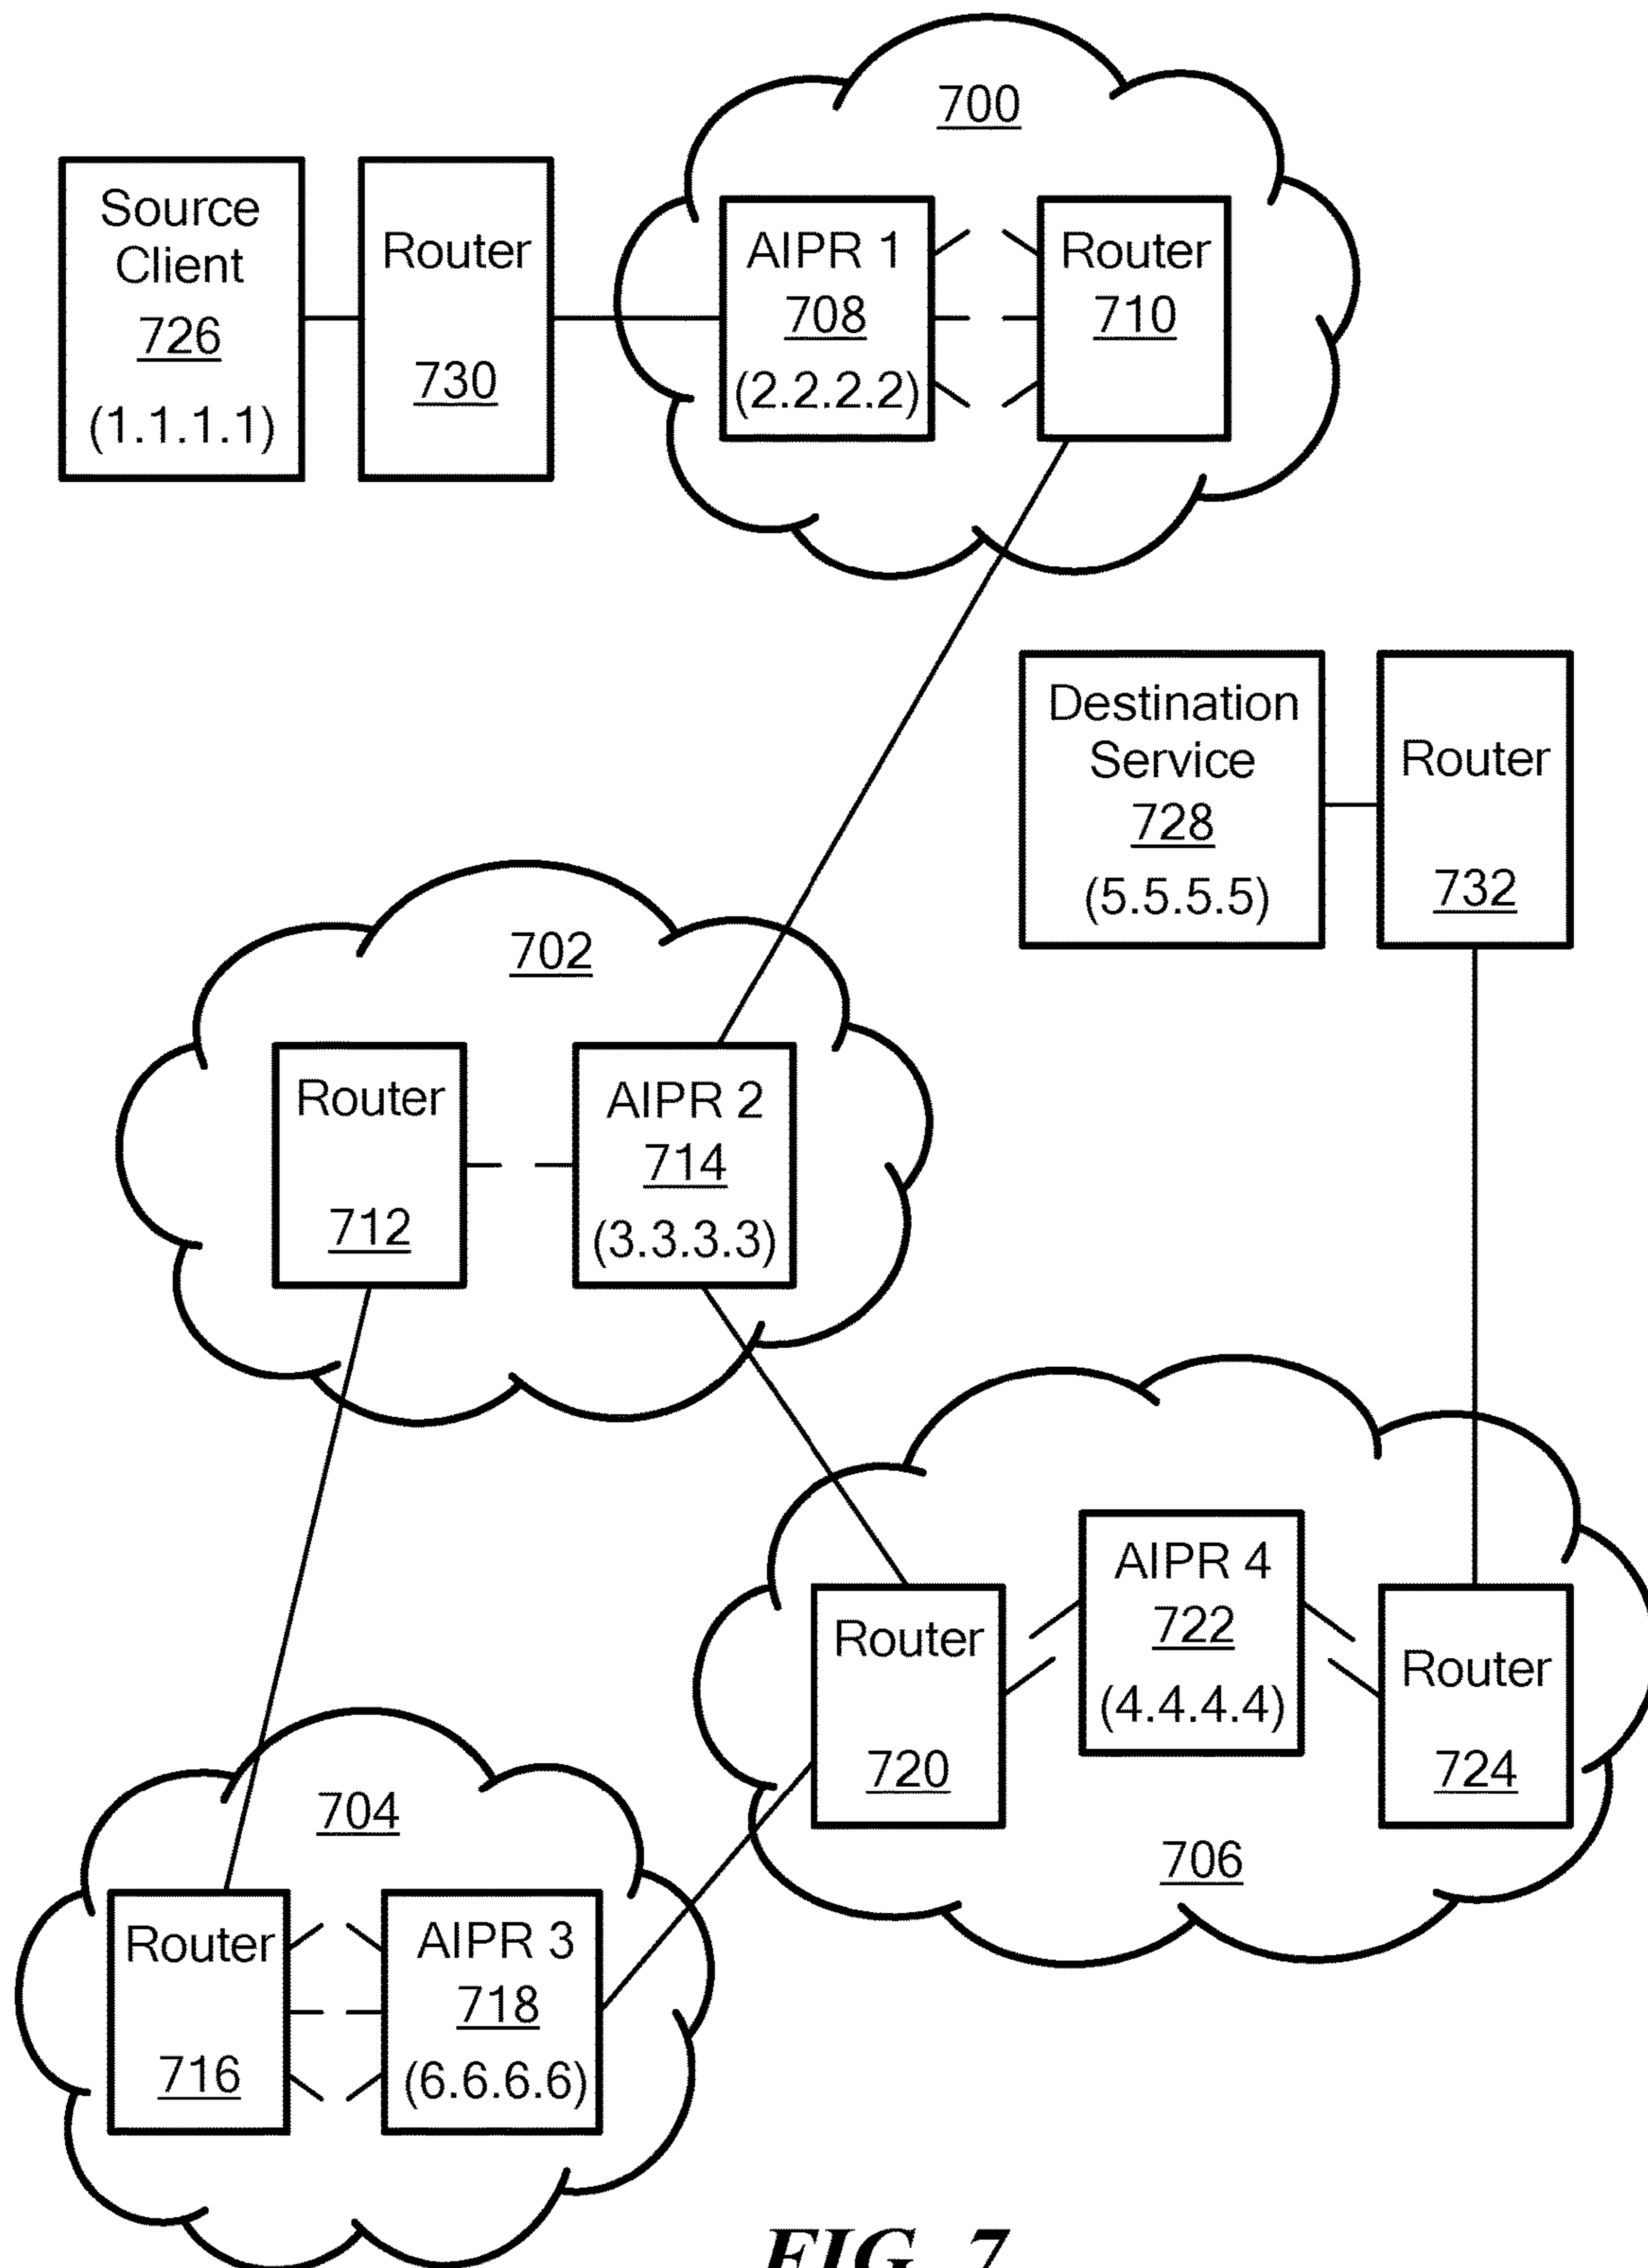 700
Source
Client
726
(1.1.1.1)
Router
730
AIPR 1
708
(2.2.2.2)
Router
710
Destination
Service
728
(5.5.5.5)
Router
732
702
Router
712
AIPR 2
714
(3.3.3.3)
Router
720
AIPR 4
722
(4.4.4.4)
Router
724
706
704
Router
716
AIPR 3
718
(6.6.6.6)
FIG. 7